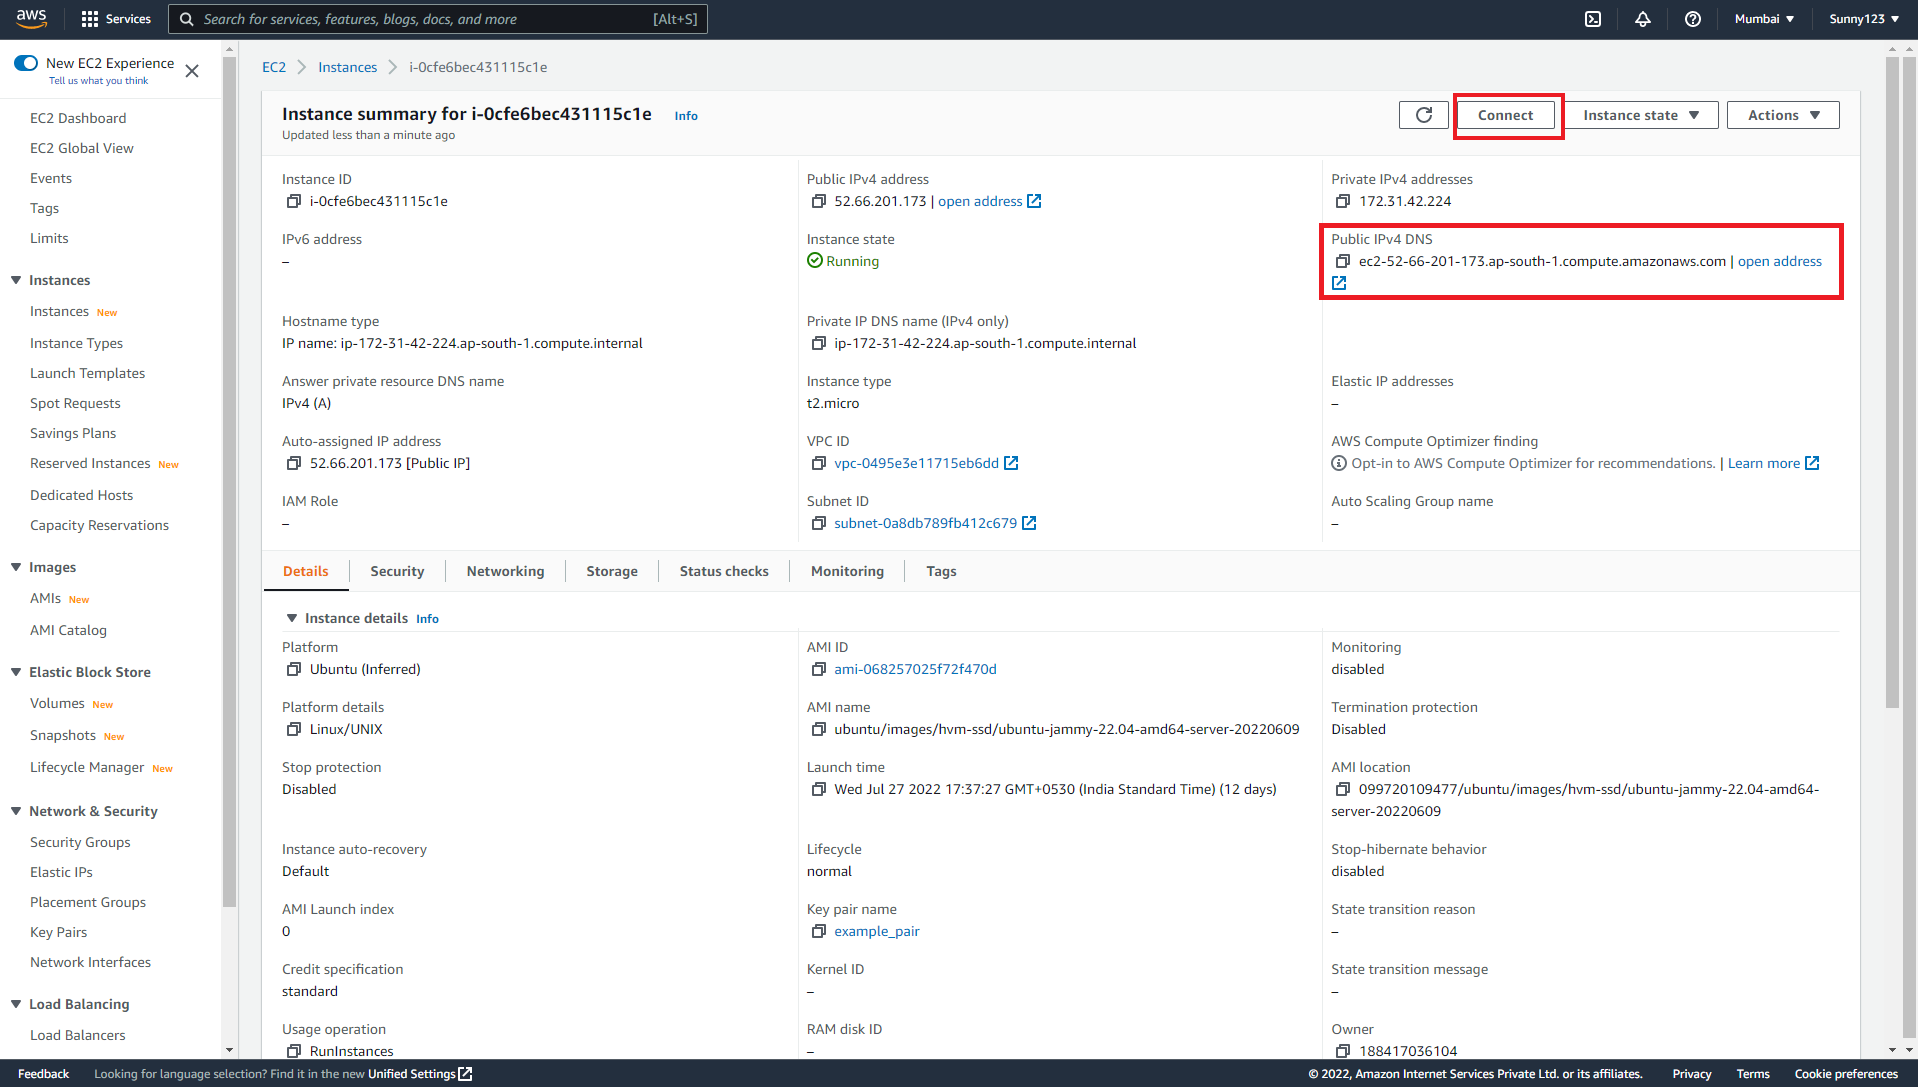 aws
Services
Search for services, features, blogs, docs, and more
[Alt+S]
Mumbai
Sunny123
New EC2 Experience
Tell us what you think
EC2 Dashboard
EC2 Global View
Events
Tags
Limits
Instances
Instances New
Instance Types
Launch Templates
Spot Requests
Savings Plans
Reserved Instances New
Dedicated Hosts
Capacity Reservations
Images
AMIs New
AMI Catalog
Elastic Block Store
Volumes New
Snapshots New
Lifecycle Manager New
Network & Security
Security Groups
Elastic IPs
Placement Groups
Key Pairs
Network Interfaces
Load Balancing
Load Balancers
EC2
Instances
i-0cfe6bec431115c1e
Instance summary for i-0cfe6bec431115c1e Info
Updated less than a minute ago
Connect
Instance state
Actions
Instance ID
i-0cfe6bec431115c1e
Public IPv4 address
52.66.201.173 | open address
Private IPv4 addresses
172.31.42.224
IPv6 address
–
Instance state
Running
Public IPv4 DNS
ec2-52-66-201-173.ap-south-1.compute.amazonaws.com | open address
Hostname type
IP name: ip-172-31-42-224.ap-south-1.compute.internal
Private IP DNS name (IPv4 only)
ip-172-31-42-224.ap-south-1.compute.internal
Answer private resource DNS name
IPv4 (A)
Instance type
t2.micro
Elastic IP addresses
–
Auto-assigned IP address
52.66.201.173 [Public IP]
VPC ID
vpc-0495e3e11715eb6dd
AWS Compute Optimizer finding
Opt-in to AWS Compute Optimizer for recommendations. | Learn more
IAM Role
–
Subnet ID
subnet-0a8db789fb412c679
Auto Scaling Group name
–
Details
Security
Networking
Storage
Status checks
Monitoring
Tags
Instance details Info
Platform
Ubuntu (Inferred)
AMI ID
ami-068257025f72f470d
Monitoring
disabled
Platform details
Linux/UNIX
AMI name
ubuntu/images/hvm-ssd/ubuntu-jammy-22.04-amd64-server-20220609
Termination protection
Disabled
Stop protection
Disabled
Launch time
Wed Jul 27 2022 17:37:27 GMT+0530 (India Standard Time) (12 days)
AMI location
099720109477/ubuntu/images/hvm-ssd/ubuntu-jammy-22.04-amd64-
server-20220609
Instance auto-recovery
Default
Lifecycle
normal
Stop-hibernate behavior
disabled
AMI Launch index
0
Key pair name
example_pair
State transition reason
–
Credit specification
standard
Kernel ID
–
State transition message
–
Usage operation
RunInstances
RAM disk ID
–
Owner
188417036104
Feedback
Looking for language selection? Find it in the new Unified Settings
© 2022, Amazon Internet Services Private Ltd. or its affiliates.
Privacy
Terms
Cookie preferences